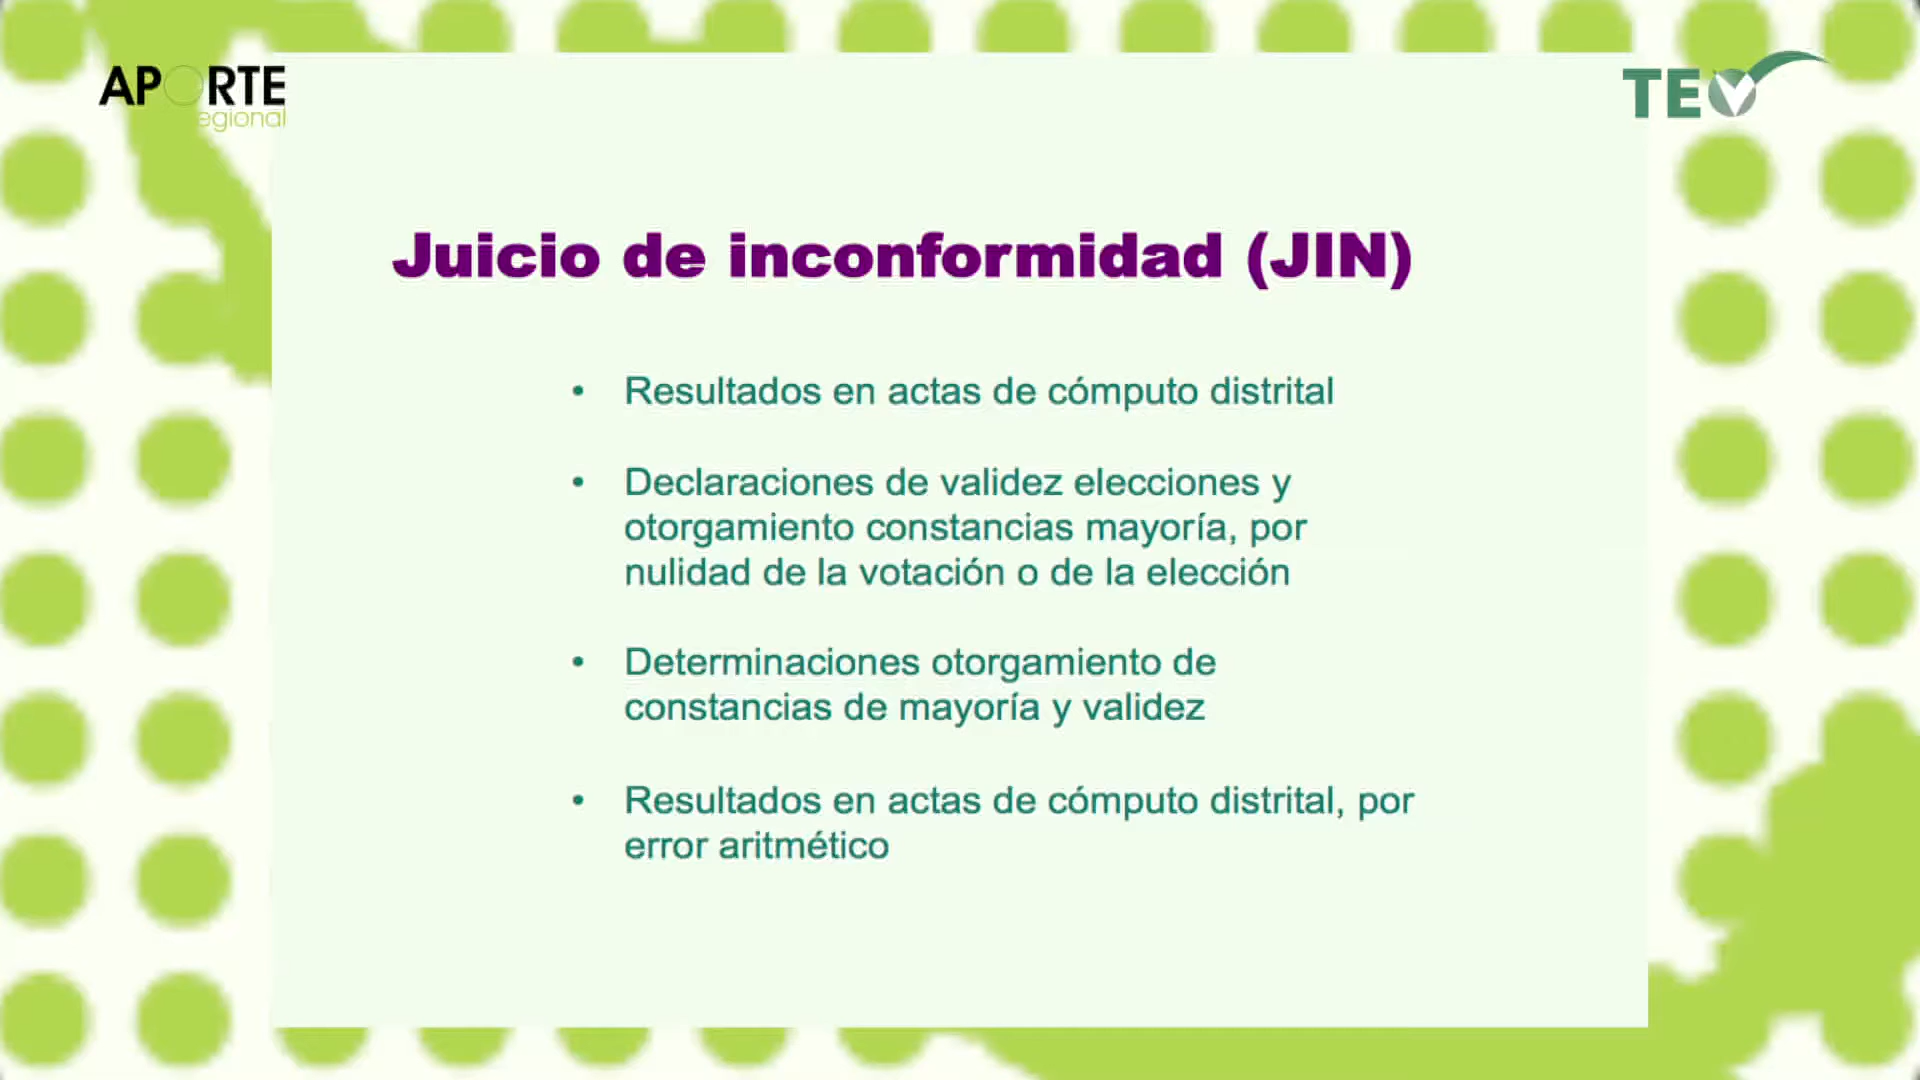 APORTE
egional
TEV
Juicio de inconformidad (JIN)
• Resultados en actas de cómputo distrital
• Declaraciones de validez elecciones y
otorgamiento constancias mayoría, por
nulidad de la votación o de la elección
• Determinaciones otorgamiento de
constancias de mayoría y validez
• Resultados en actas de cómputo distrital, por
error aritmético